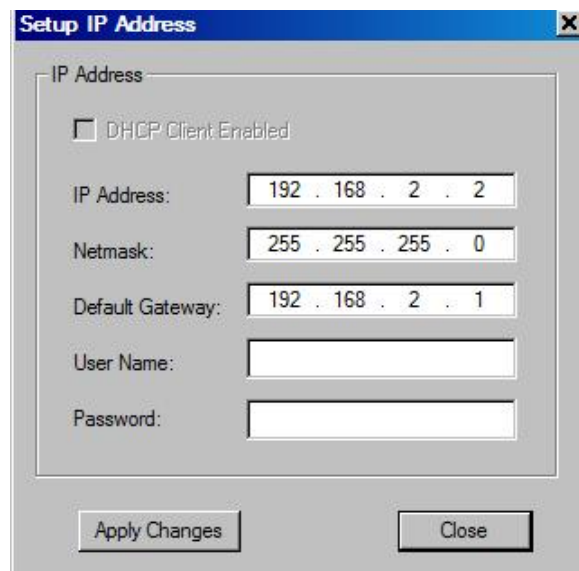 Setup IP Address
IP Address
DHCP Client Enabled
IP Address: 192 . 168 . 2 . 2
Netmask: 255 . 255 . 255 . 0
Default Gateway: 192 . 168 . 2 . 1
User Name:
Password:
Apply Changes Close